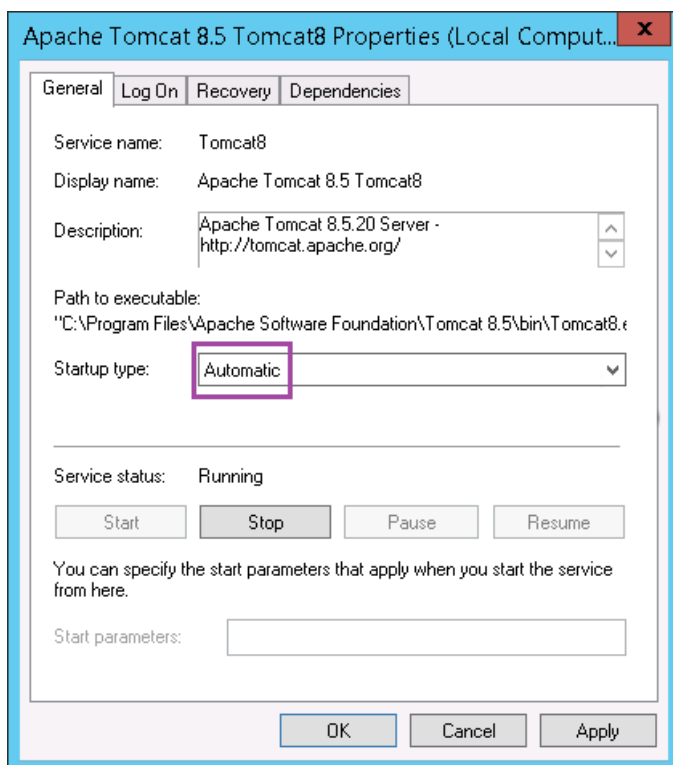 Apache Tomcat 8.5 Tomcat8 Properties (Local Comput... x
General Log On Recovery Dependencies
Service name: Tomcat8
Display name: Apache Tomcat 8.5 Tomcat8
Description: Apache Tomcat 8.5.20 Server -
http://tomcat.apache.org/
Path to executable:
"C:\Program Files\Apache Software Foundation\Tomcat 8.5\bin\Tomcat8.e
Startup type: Automatic
Service status: Running
Start Stop Pause Resume
You can specify the start parameters that apply when you start the service
from here.
Start parameters:
OK Cancel Apply